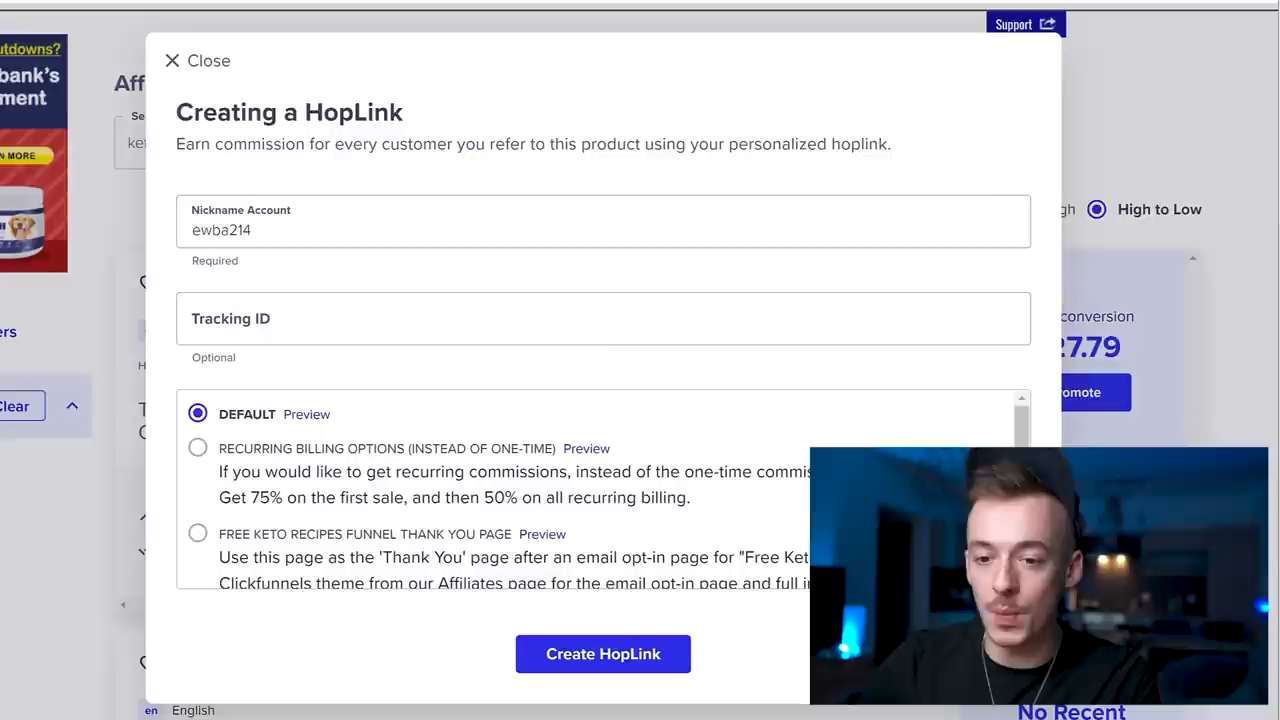 Support
utdowns?
bank's
ment
N MORE
Aff
Se
ket
Close
Creating a HopLink
Earn commission for every customer you refer to this product using your personalized hoplink.
Nickname Account
ewba214
Required
Tracking ID
Optional
gh
High to Low
conversion
27.79
omote
ers
Clear
DEFAULT Preview
RECURRING BILLING OPTIONS (INSTEAD OF ONE-TIME) Preview
If you would like to get recurring commissions, instead of the one-time commis
Get 75% on the first sale, and then 50% on all recurring billing.
FREE KETO RECIPES FUNNEL THANK YOU PAGE Preview
Use this page as the 'Thank You' page after an email opt-in page for "Free Ket
Clickfunnels theme from our Affiliates page for the email opt-in page and full i
Create HopLink
en English
No Recent